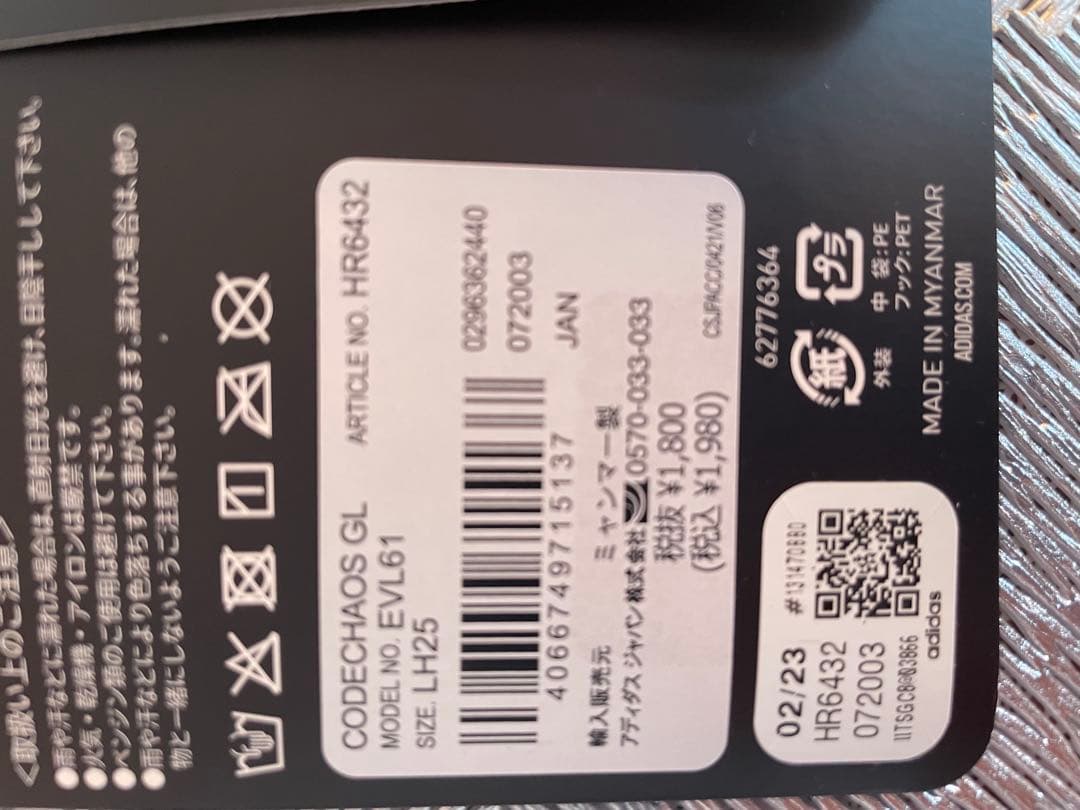 <取扱い上のご注意>
●雨や汗などに濡れた場合は、直射日光を避け、日陰干しして下さい。
●火気・乾燥機・アイロンは厳禁です。
●ベンジン類のご使用は避けて下さい。
●雨や汗などにより色落ちする事があります。濡れた場合は、他の
物と一緒にしないようご注意下さい。
CODECHAOS GL ARTICLE NO. HR6432
MODEL NO. EVL61
SIZE. LH25
0296362440
072003
JAN
4066749715137
輸入販売元 ミャンマー製
アディダス ジャパン 株式会社 0570-033-033
税抜 ¥1,800
(税込 ¥1,980)
CSJPACC/0421/V06
02/23 #131470BB0
HR6432
072003
adidas
62776364
紙
プラ
外装
中 袋:PE
フック:PET
MADE IN MYANMAR
ADIDAS.COM